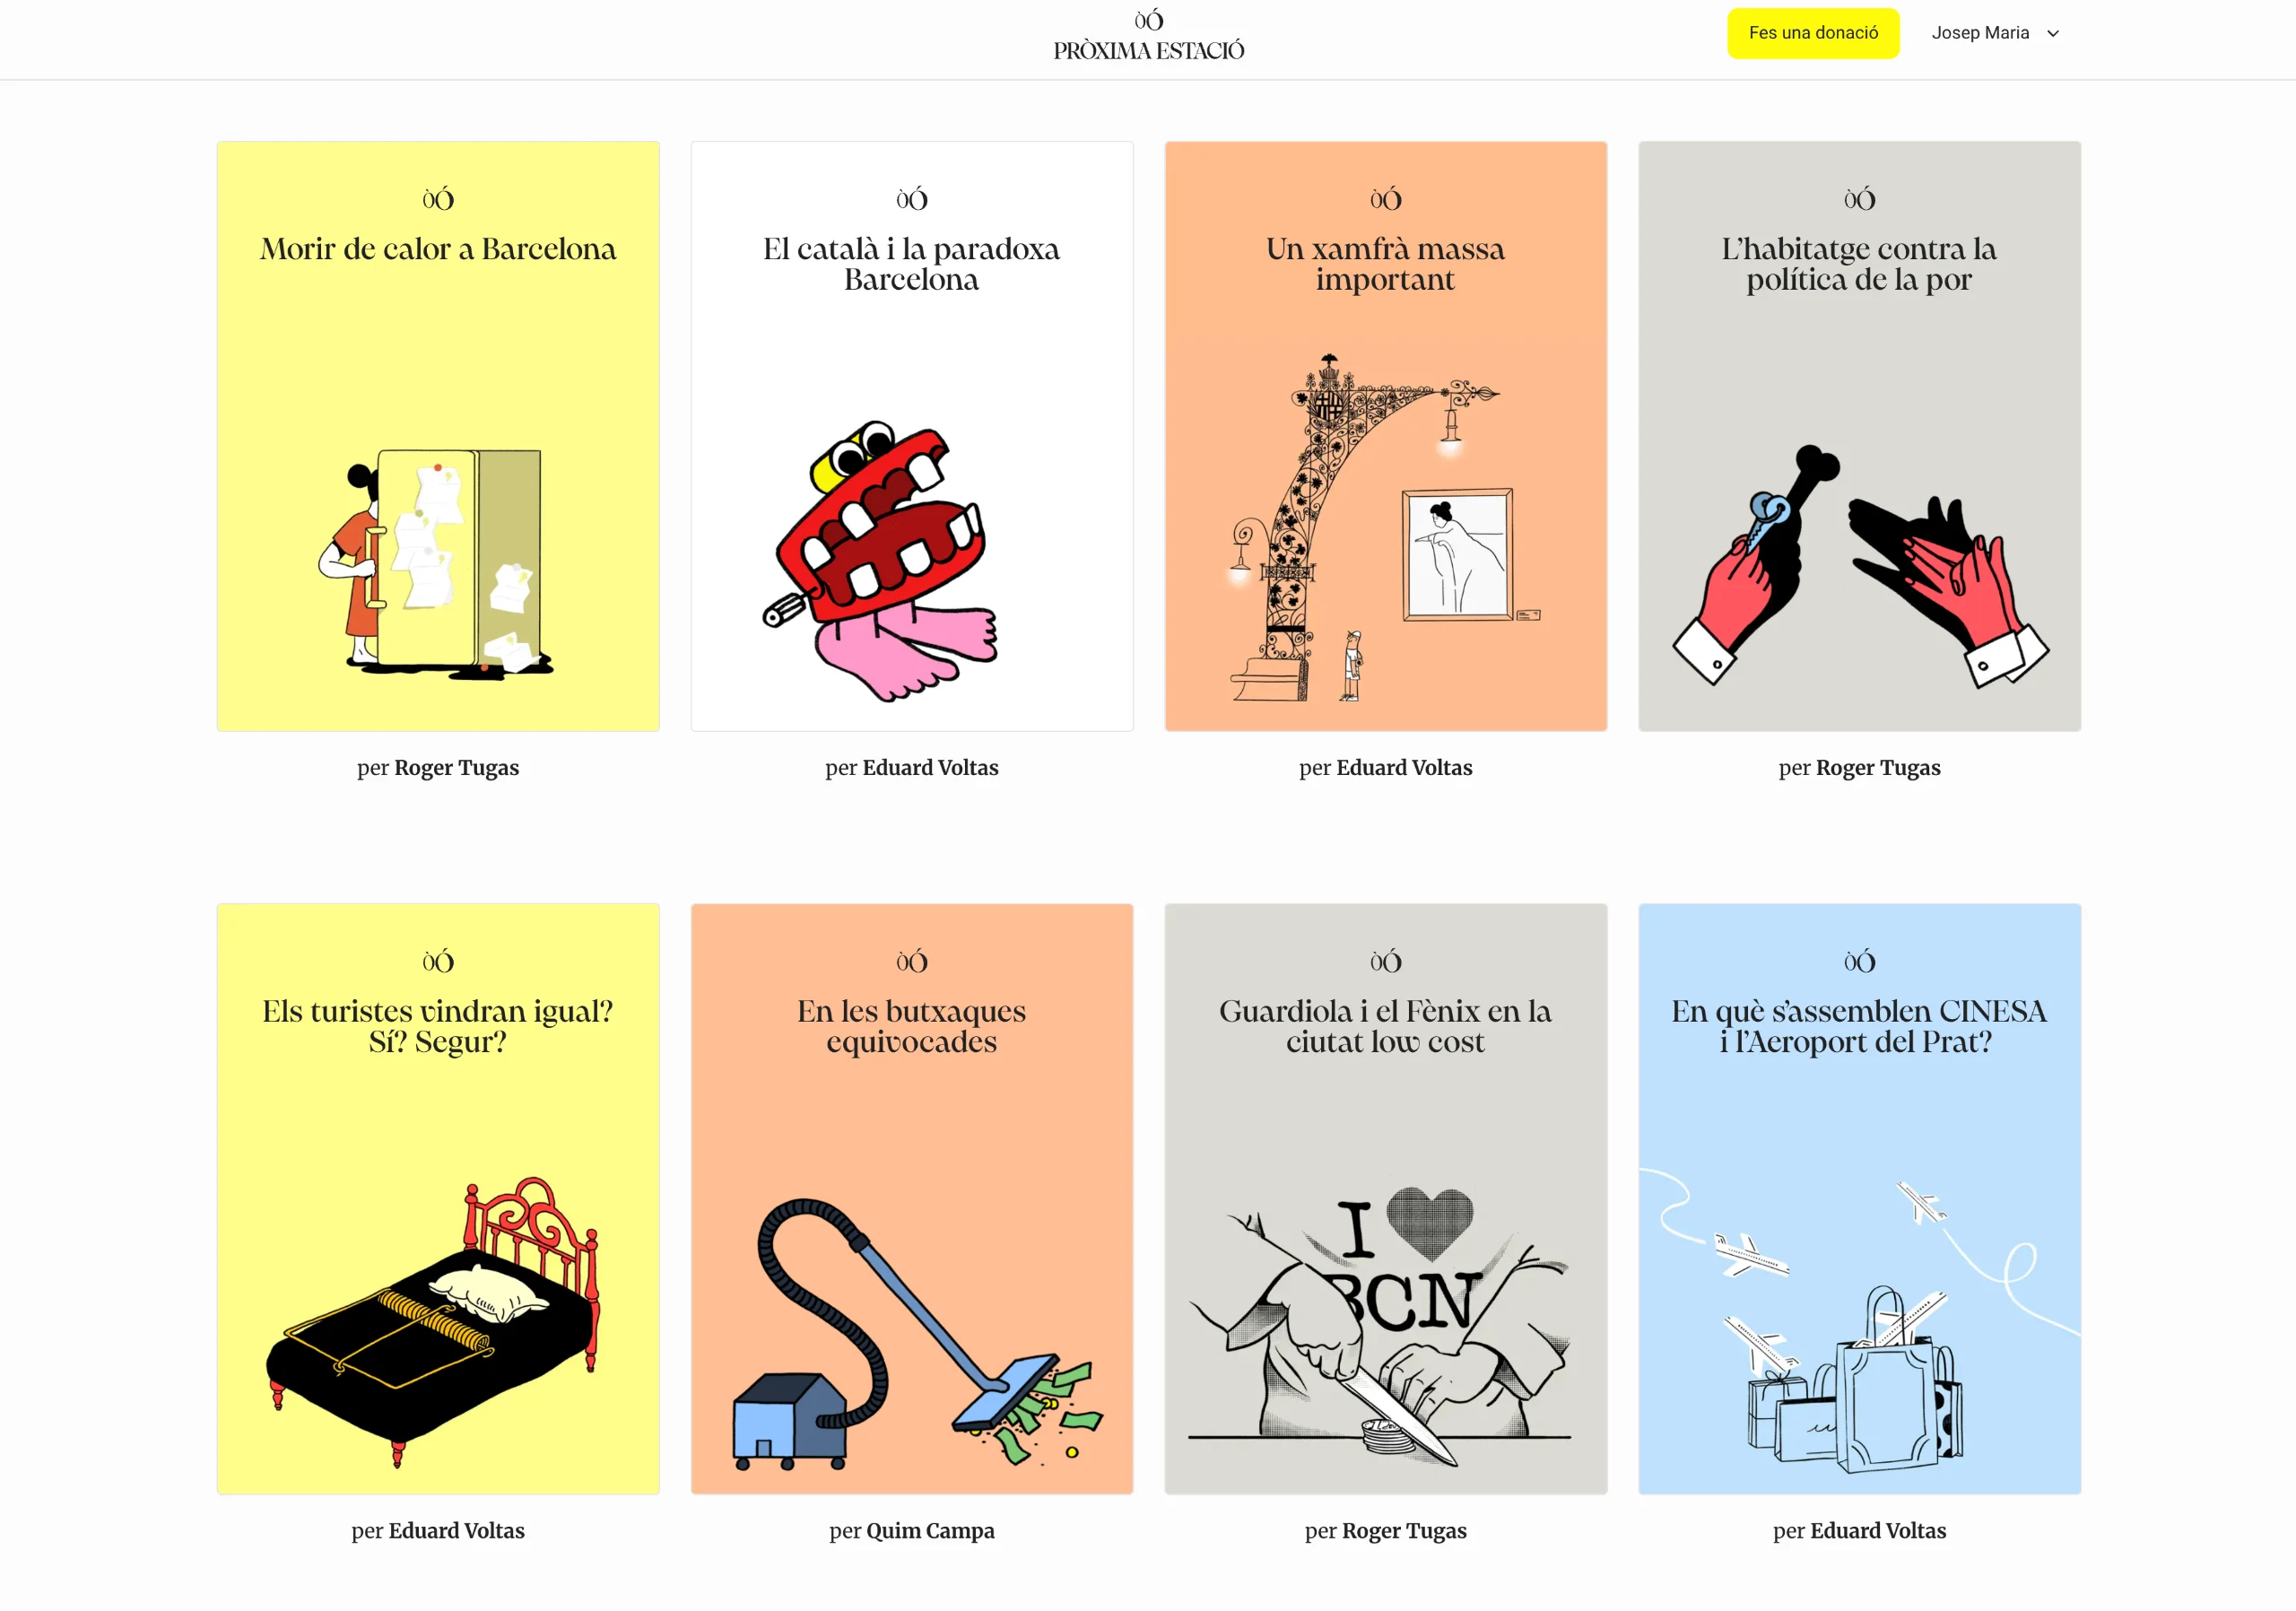 òÓ
PRÒXIMA ESTACIÓ
Fes una donació
Josep Maria
òÓ
Morir de calor a Barcelona
per Roger Tugas
òÓ
El català i la paradoxa
Barcelona
per Eduard Voltas
òÓ
Un xamfrà massa
important
per Eduard Voltas
òÓ
L'habitatge contra la
política de la por
per Roger Tugas
òÓ
Els turistes vindran igual?
Sí? Segur?
per Eduard Voltas
òÓ
En les butxaques
equivocades
per Quim Campa
òÓ
Guardiola i el Fènix en la
ciutat low cost
I
BCN
per Roger Tugas
òÓ
En què s'assemblen CINESA
i l'Aeroport del Prat?
per Eduard Voltas